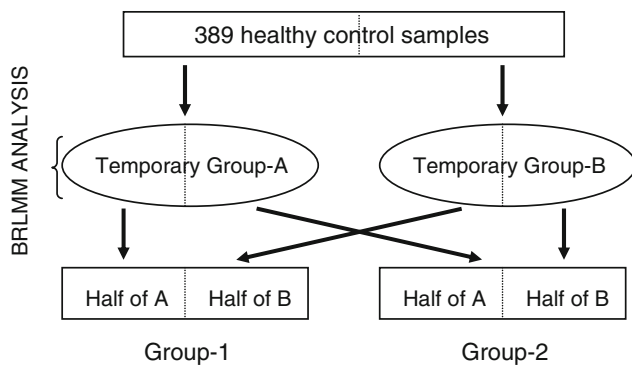 389 healthy control samples
BRLMM ANALYSIS
Temporary Group-A
Temporary Group-B
Half of A
Half of B
Half of A
Half of B
Group-1
Group-2